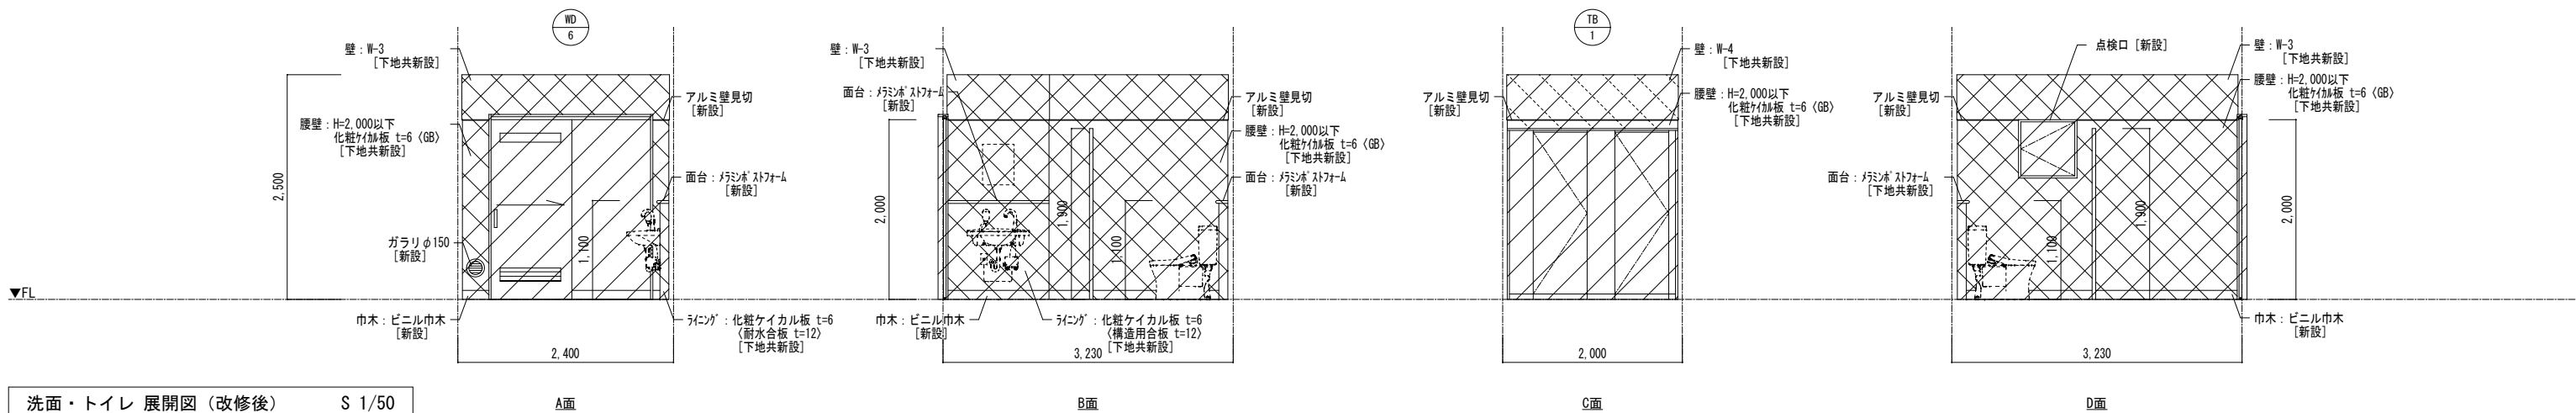 WD
6
壁：W-3
[下地共新設]
腰壁：H=2,000以下
化粧ｹｲｶﾙ板 t=6〈GB〉
[下地共新設]
2,500
ガラリφ150
[新設]
▼FL
巾木：ビニル巾木
[新設]
アルミ壁見切
[新設]
面台：ﾒﾗﾐﾝﾎﾟｽﾄﾌｫｰﾑ
[新設]
1,100
ﾗｲﾆﾝｸﾞ：化粧ケイカル板 t=6
〈耐水合板 t=12〉
[下地共新設]
2,400
A面
壁：W-3
[下地共新設]
面台：ﾒﾗﾐﾝﾎﾟｽﾄﾌｫｰﾑ
[新設]
2,000
1,900
1,100
アルミ壁見切
[新設]
腰壁：H=2,000以下
化粧ｹｲｶﾙ板 t=6〈GB〉
[下地共新設]
面台：ﾒﾗﾐﾝﾎﾟｽﾄﾌｫｰﾑ
[新設]
巾木：ビニル巾木
[新設]
ﾗｲﾆﾝｸﾞ：化粧ケイカル板 t=6
〈構造用合板 t=12〉
[下地共新設]
3,230
B面
TB
1
壁：W-4
[下地共新設]
アルミ壁見切
[新設]
腰壁：H=2,000以下
化粧ｹｲｶﾙ板 t=6〈GB〉
[下地共新設]
2,000
C面
点検口 [新設]
壁：W-3
[下地共新設]
腰壁：H=2,000以下
化粧ｹｲｶﾙ板 t=6〈GB〉
[下地共新設]
アルミ壁見切
[新設]
面台：ﾒﾗﾐﾝﾎﾟｽﾄﾌｫｰﾑ
[下地共新設]
1,100
1,900
2,000
巾木：ビニル巾木
[新設]
3,230
D面
洗面・トイレ 展開図（改修後） S 1/50